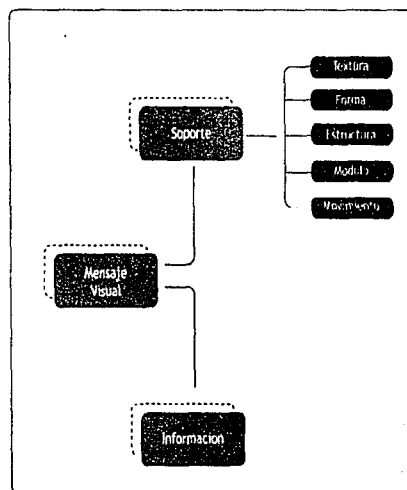 Textura
Forma
Soporte
Estructura
Modulo
Movimiento
Mensaje
Visual
Informacion